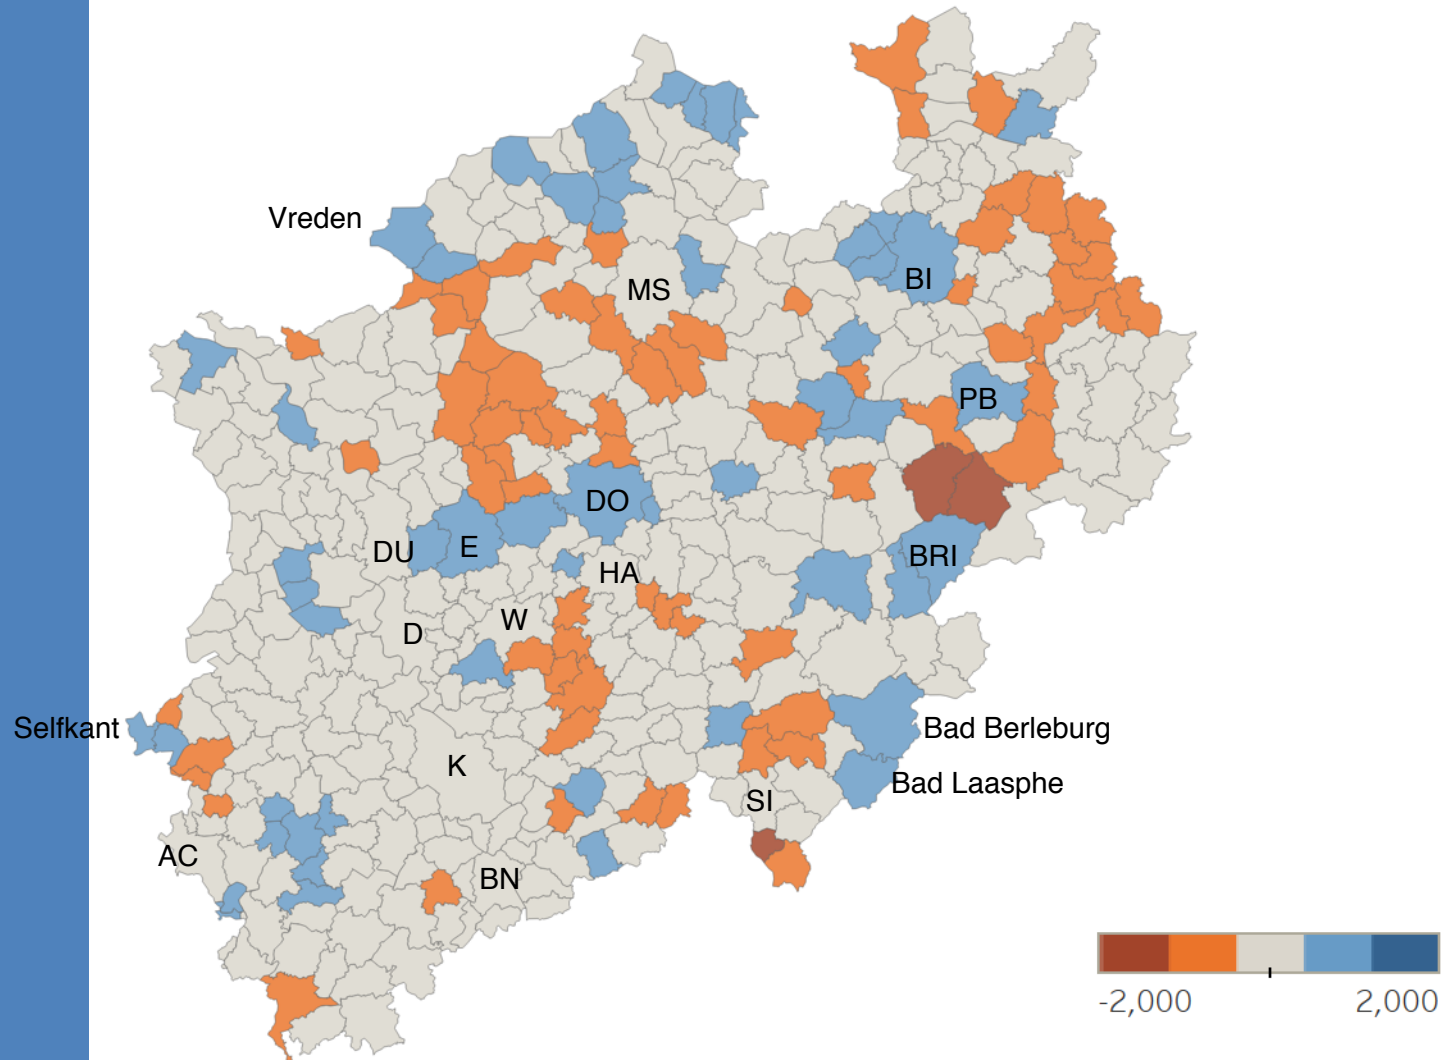 Vreden
BI
MS
PB
DO
DU
E
BRI
HA
W
D
Selfkant
Bad Berleburg
K
Bad Laasphe
SI
AC
BN
-2,000
2,000